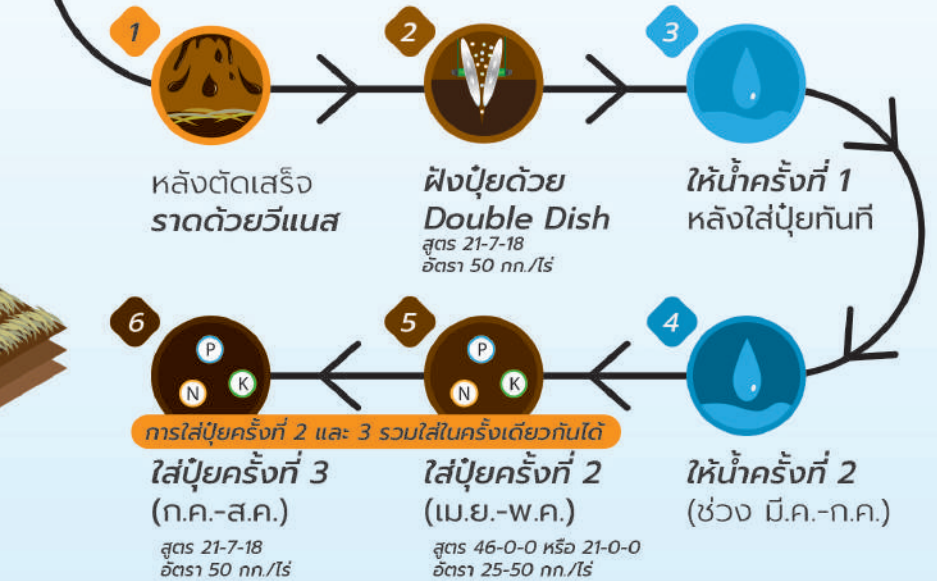 1
หลังตัดเสร็จ
ราดด้วยวีแนส
2
ฝังปุ๋ยด้วย
Double Dish
สูตร 21-7-18
อัตรา 50 กก./ไร่
3
ให้น้ำครั้งที่ 1
หลังใส่ปุ๋ยทันที
4
ให้น้ำครั้งที่ 2
(ช่วง มี.ค.-ก.ค.)
การใส่ปุ๋ยครั้งที่ 2 และ 3 รวมใส่ในครั้งเดียวกันได้
5
P
N
K
ใส่ปุ๋ยครั้งที่ 2
(เม.ย.-พ.ค.)
สูตร 46-0-0 หรือ 21-0-0
อัตรา 25-50 กก./ไร่
6
P
N
K
ใส่ปุ๋ยครั้งที่ 3
(ก.ค.-ส.ค.)
สูตร 21-7-18
อัตรา 50 กก./ไร่